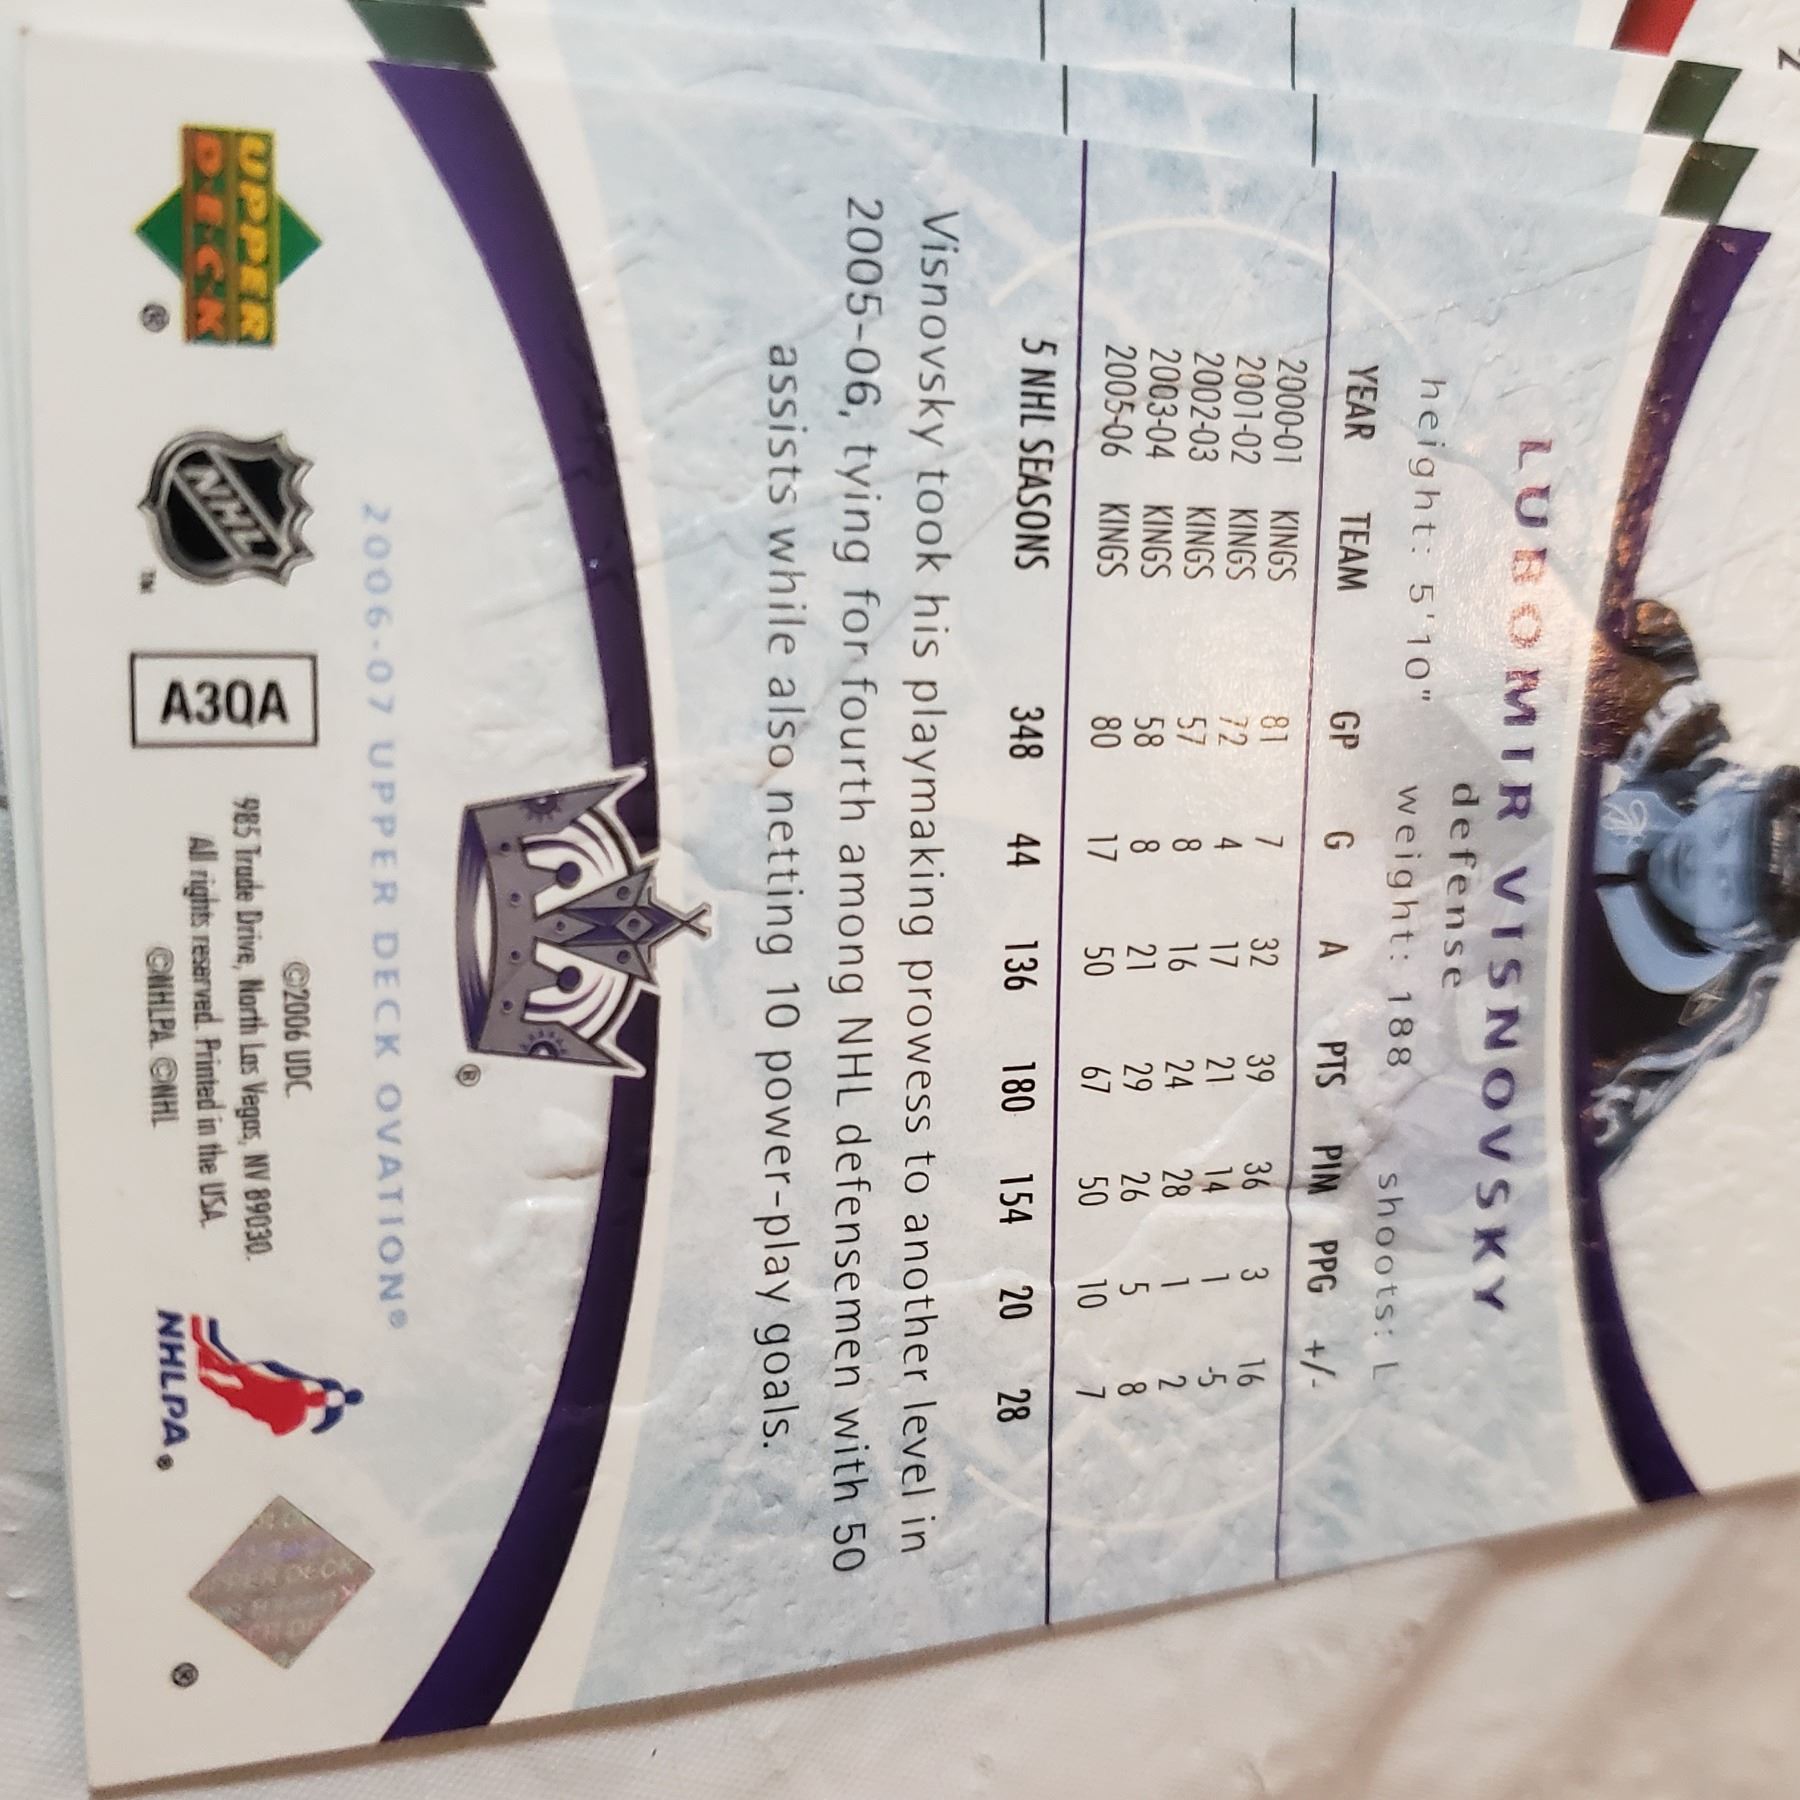 2
LUBOMIR VISNOVSKY
defense
height: 5'10" weight: 188 shoots: L
YEAR TEAM GP G A PTS PIM PPG +/-
2000-01 KINGS 81 7 32 39 36 3 16
2001-02 KINGS 72 4 17 21 14 1 -5
2002-03 KINGS 57 8 16 24 28 1 2
2003-04 KINGS 58 8 21 29 26 5 8
2005-06 KINGS 80 17 50 67 50 10 7
5 NHL SEASONS 348 44 136 180 154 20 28
Visnovsky took his playmaking prowess to another level in
2005-06, tying for fourth among NHL defensemen with 50
assists while also netting 10 power-play goals.
®
2006-07 UPPER DECK OVATION®
UPPER
DECK
®
NHL
™
A3QA
©2006 UDC.
985 Trade Drive, North Las Vegas, NV 89030.
All rights reserved. Printed in the USA.
©NHLPA ©NHL
NHLPA®
UPPER DECK
®